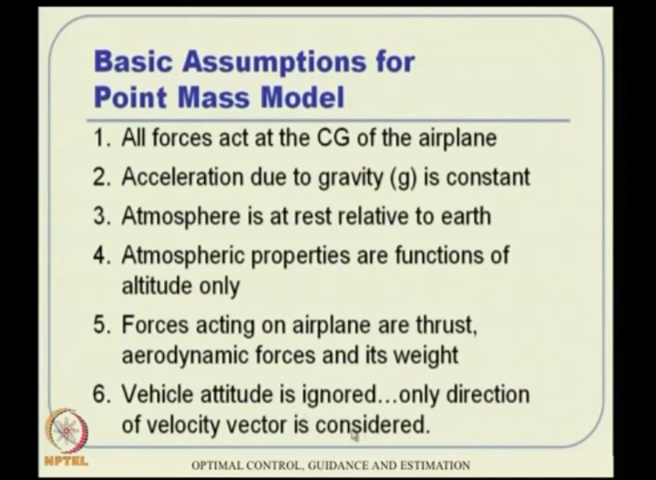 Basic Assumptions for
Point Mass Model
1. All forces act at the CG of the airplane
2. Acceleration due to gravity (g) is constant
3. Atmosphere is at rest relative to earth
4. Atmospheric properties are functions of
altitude only
5. Forces acting on airplane are thrust,
aerodynamic forces and its weight
6. Vehicle attitude is ignored...only direction
of velocity vector is considered.
NPTEL
OPTIMAL CONTROL, GUIDANCE AND ESTIMATION